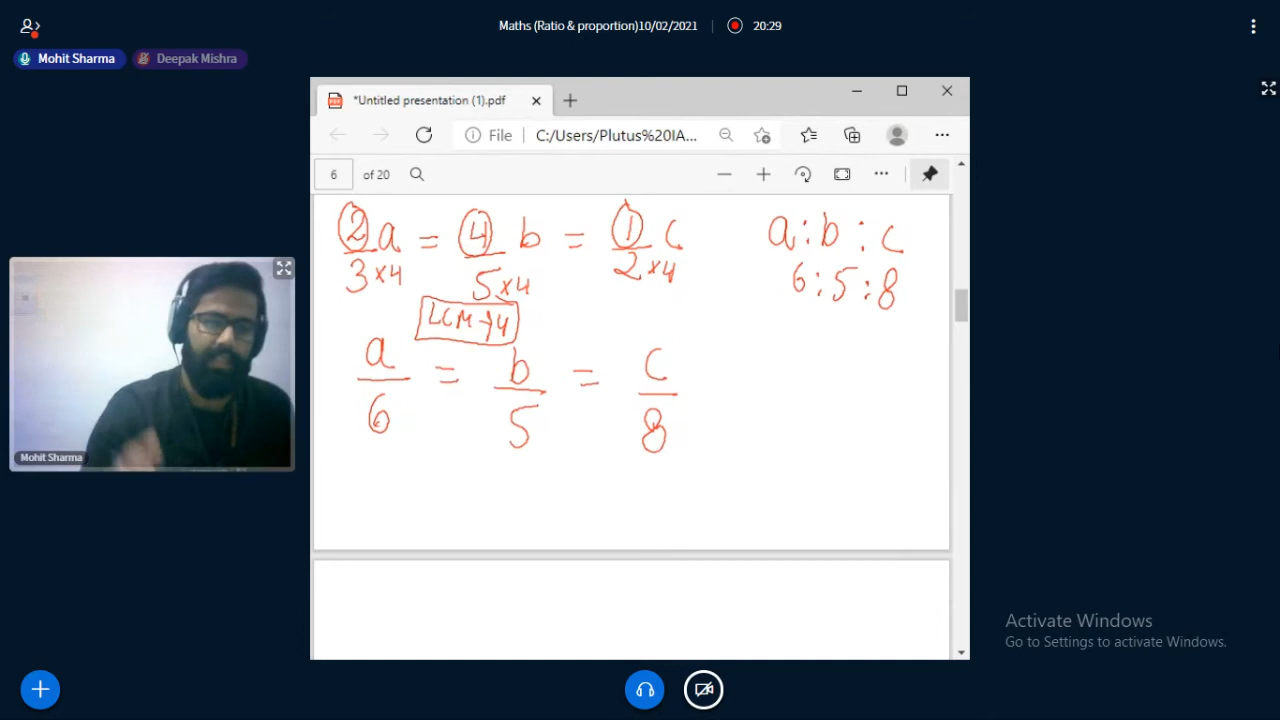 Maths (Ratio & proportion)10/02/2021
20:29
Mohit Sharma
Deepak Mishra
*Untitled presentation (1).pdf
File
C:/Users/Plutus%20IA...
6
of 20
2a/3×4 = 4b/5×4 = 1c/2×4
a:b:c
6:5:8
LCM→4
a/6 = b/5 = c/8
Mohit Sharma
Activate Windows
Go to Settings to activate Windows.